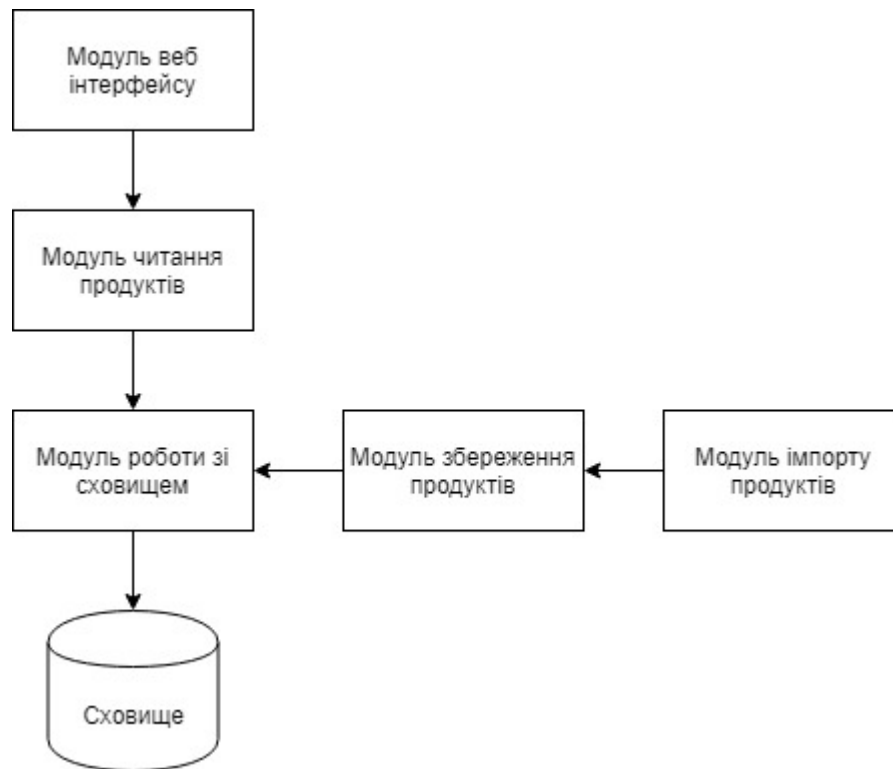 Модуль веб
інтерфейсу
Модуль читання
продуктів
Модуль роботи зі
сховищем
Модуль збереження
продуктів
Модуль імпорту
продуктів
Сховище